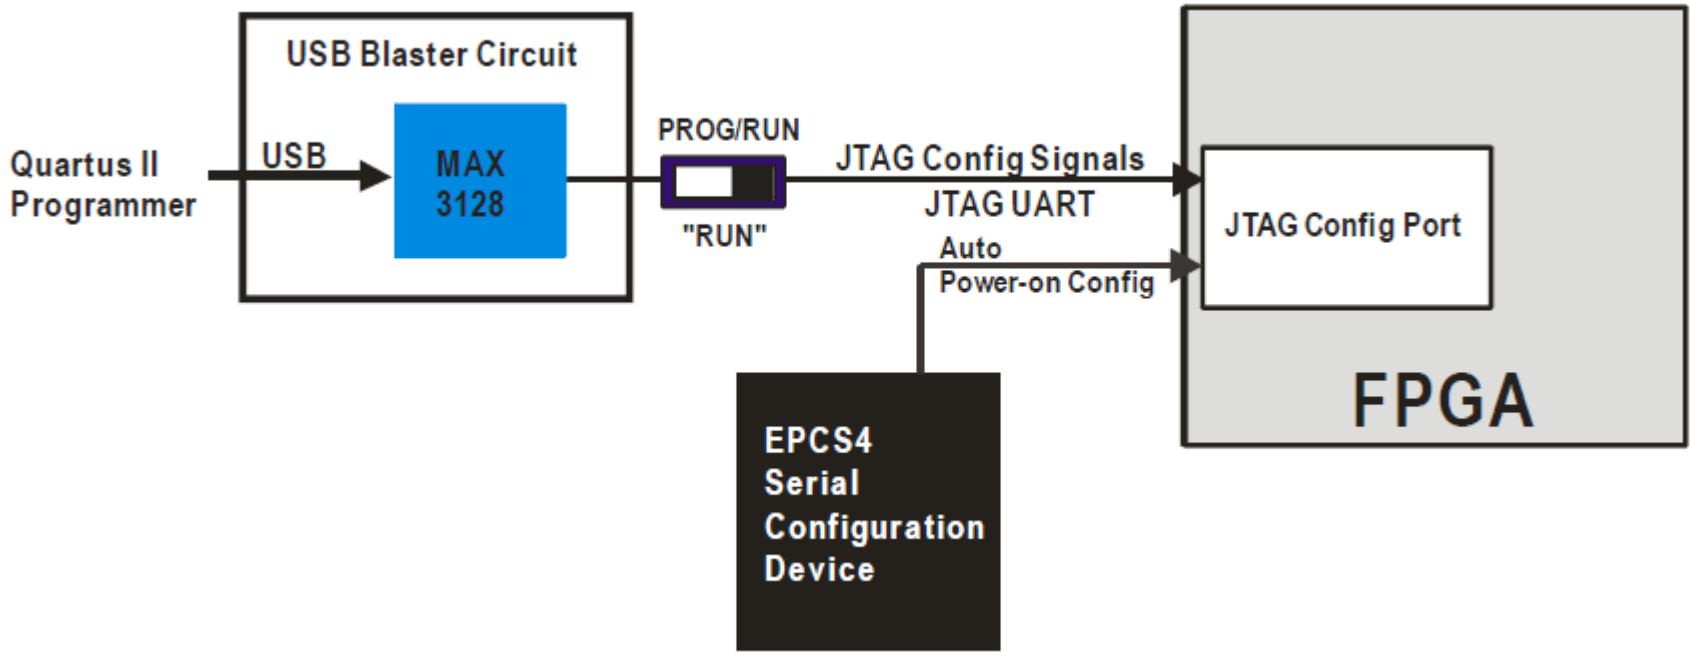 USB Blaster Circuit
Quartus II
Programmer
USB
MAX
3128
PROG/RUN
"RUN"
JTAG Config Signals
JTAG UART
Auto
Power-on Config
JTAG Config Port
FPGA
EPCS4
Serial
Configuration
Device